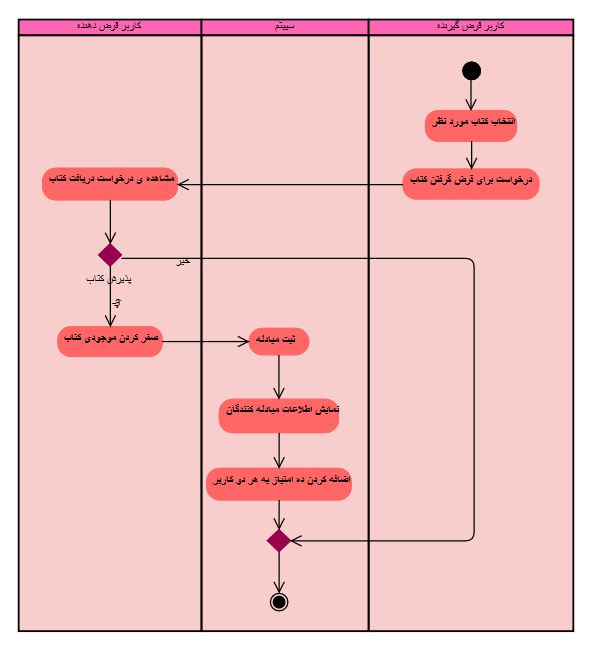 کاربر قرض گیرنده
سیستم
کاربر قرض دهنده
انتخاب کتاب مورد نظر
درخواست برای قرض گرفتن کتاب
مشاهده ی درخواست دریافت کتاب
خیر
پذیرش کتاب
بله
صفر کردن موجودی کتاب
ثبت مبادله
نمایش اطلاعات مبادله کنندگان
اضافه کردن ده امتیاز به هر دو کاربر